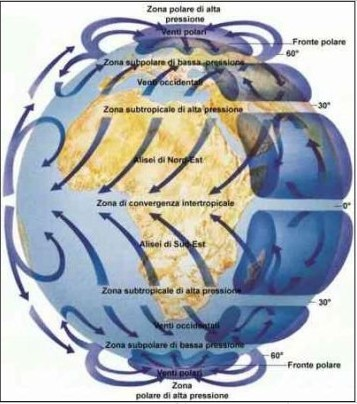 Zona polare di alta
pressione
Venti polari
Fronte polare
60°
Zona subpolare di bassa pressione
Venti occidentali
30°
Zona subtropicale di alta pressione
Alisei di Nord-Est
Zona di convergenza intertropicale
0°
Alisei di Sud-Est
Zona subtropicale di alta pressione
30°
Venti occidentali
Zona subpolare di bassa pressione
60°
Fronte polare
Venti polari
Zona
polare di alta pressione